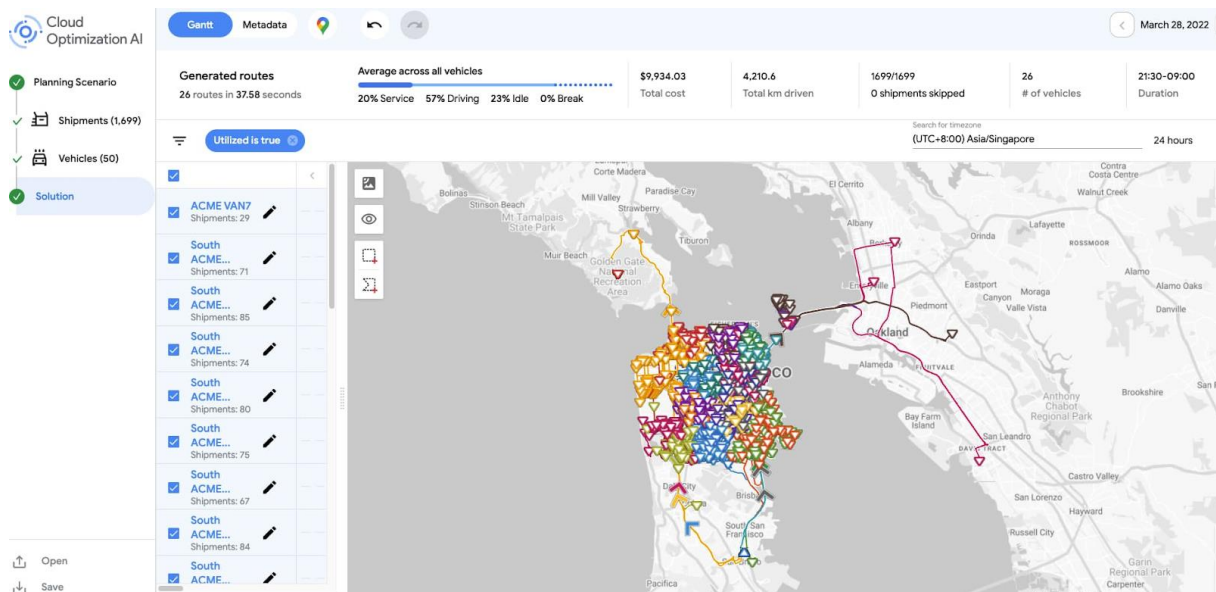 Cloud
Optimization AI
Gantt
Metadata
March 28, 2022
Planning Scenario
Shipments (1,699)
Vehicles (50)
Solution
Open
Save
Generated routes
26 routes in 37.58 seconds
Average across all vehicles
20% Service 57% Driving 23% Idle 0% Break
$9,934.03
Total cost
4,210.6
Total km driven
1699/1699
0 shipments skipped
26
# of vehicles
21:30-09:00
Duration
Utilized is true
Search for timezone
(UTC+8:00) Asia/Singapore
24 hours
ACME VAN7
Shipments: 29
South
ACME...
Shipments: 71
South
ACME...
Shipments: 85
South
ACME...
Shipments: 74
South
ACME...
Shipments: 80
South
ACME...
Shipments: 75
South
ACME...
Shipments: 67
South
ACME...
Shipments: 84
South
ACME...
Corte Madera
Bolinas
Stinson Beach
Mill Valley
Paradise Cay
Strawberry
Mt Tamalpais
State Park
Tiburon
Muir Beach
Golden Gate
National
Recreation
Area
El Cerrito
Contra
Costa Centre
Walnut Creek
Albany
Lafayette
Orinda
ROSSMOOR
Alamo
Eastport
Moraga
Alamo Oaks
Canyon
Valle Vista
Piedmont
Danville
Oakland
CO
Alameda
FRUITVALE
Anthony
Chabot
Regional Park
Brookshire
Bay Farm
Island
San Leandro
Castro Valley
San Lorenzo
Hayward
Russell City
South San
Francisco
Pacifica
Garin
Regional Park
Carpenter